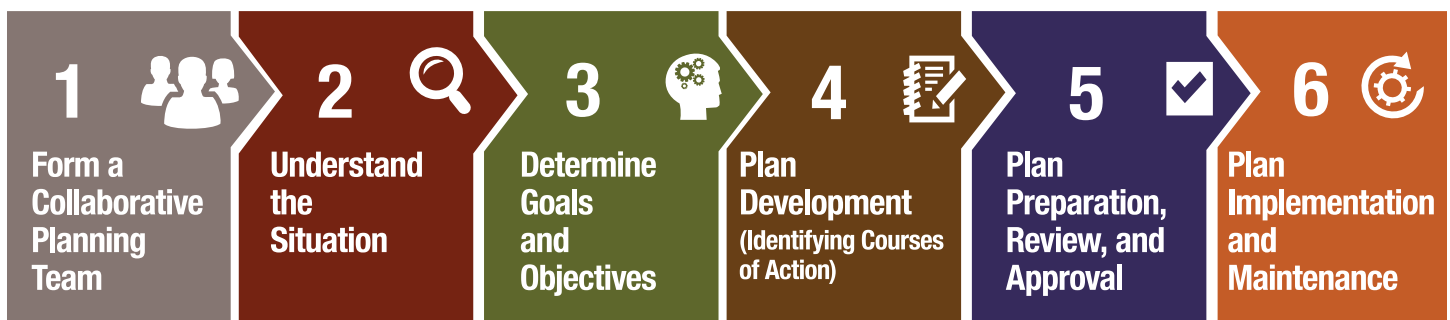 1
Form a
Collaborative
Planning
Team
2
Understand
the
Situation
3
Determine
Goals
and
Objectives
4
Plan
Development
(Identifying Courses
of Action)
5
Plan
Preparation,
Review, and
Approval
6
Plan
Implementation
and
Maintenance